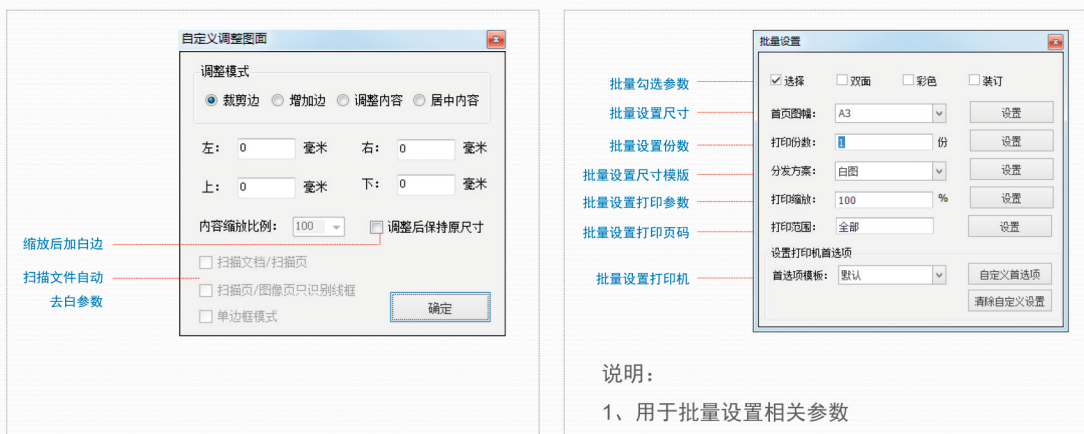 自定义调整图面
调整模式
裁剪边 增加边 调整内容 居中内容
左: 0 毫米 右: 0 毫米
上: 0 毫米 下: 0 毫米
内容缩放比例: 100 调整后保持原尺寸
缩放后加白边
扫描文档/扫描页
扫描文件自动
去白参数
扫描页/图像页只识别线框
单边框模式
确定
批量设置
批量勾选参数
选择 双面 彩色 装订
批量设置尺寸
首页图幅: A3 设置
批量设置份数
打印份数: 1 份 设置
批量设置尺寸模版
分发方案: 白图 设置
批量设置打印参数
打印缩放: 100 % 设置
批量设置打印页码
打印范围: 全部 设置
设置打印机首选项
批量设置打印机
首选项模板: 默认 自定义首选项
清除自定义设置
说明:
1、用于批量设置相关参数